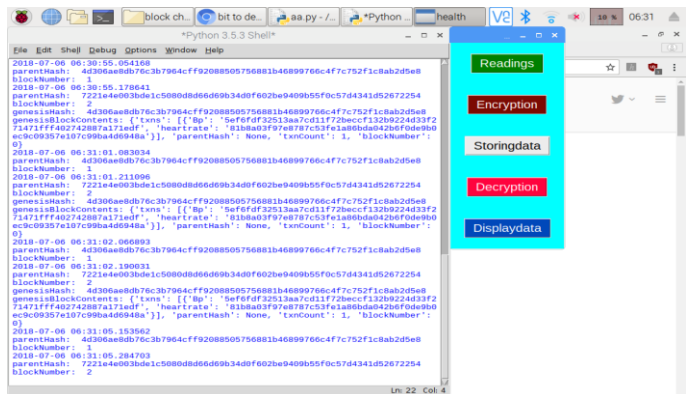 block ch...
bit to de...
aa.py - /...
*Python ...
health
V2
10 %
06:31
*Python 3.5.3 Shell*
File Edit Shell Debug Options Window Help
2018-07-06 06:30:55.054168
parentHash: 4d306ae8db76c3b7964cff92088505756881b46899766c4f7c752f1c8ab2d5e8
blockNumber: 1
2018-07-06 06:30:55.178641
parentHash: 7221e4e003bde1c5080d8d66d69b34d0f602be9409b55f0c57d4341d52672254
blockNumber: 2
genesisHash: 4d306ae8db76c3b7964cff92088505756881b46899766c4f7c752f1c8ab2d5e8
genesisBlockContents: {'txns': [{'Bp': '5ef6fdf32513aa7cd11f72beccf132b9224d33f2
71471fff402742887a171edf', 'heartrate': '81b8a03f97e8787c53fe1a86bda042b6f0de9b0
ec9c09357e107c99ba4d6948a'}], 'parentHash': None, 'txnCount': 1, 'blockNumber':
0}
2018-07-06 06:31:01.083034
parentHash: 4d306ae8db76c3b7964cff92088505756881b46899766c4f7c752f1c8ab2d5e8
blockNumber: 1
2018-07-06 06:31:01.211096
parentHash: 7221e4e003bde1c5080d8d66d69b34d0f602be9409b55f0c57d4341d52672254
blockNumber: 2
genesisHash: 4d306ae8db76c3b7964cff92088505756881b46899766c4f7c752f1c8ab2d5e8
genesisBlockContents: {'txns': [{'Bp': '5ef6fdf32513aa7cd11f72beccf132b9224d33f2
71471fff402742887a171edf', 'heartrate': '81b8a03f97e8787c53fe1a86bda042b6f0de9b0
ec9c09357e107c99ba4d6948a'}], 'parentHash': None, 'txnCount': 1, 'blockNumber':
0}
2018-07-06 06:31:02.066893
parentHash: 4d306ae8db76c3b7964cff92088505756881b46899766c4f7c752f1c8ab2d5e8
blockNumber: 1
2018-07-06 06:31:02.190031
parentHash: 7221e4e003bde1c5080d8d66d69b34d0f602be9409b55f0c57d4341d52672254
blockNumber: 2
genesisHash: 4d306ae8db76c3b7964cff92088505756881b46899766c4f7c752f1c8ab2d5e8
genesisBlockContents: {'txns': [{'Bp': '5ef6fdf32513aa7cd11f72beccf132b9224d33f2
71471fff402742887a171edf', 'heartrate': '81b8a03f97e8787c53fe1a86bda042b6f0de9b0
ec9c09357e107c99ba4d6948a'}], 'parentHash': None, 'txnCount': 1, 'blockNumber':
0}
2018-07-06 06:31:05.153562
parentHash: 4d306ae8db76c3b7964cff92088505756881b46899766c4f7c752f1c8ab2d5e8
blockNumber: 1
2018-07-06 06:31:05.284703
parentHash: 7221e4e003bde1c5080d8d66d69b34d0f602be9409b55f0c57d4341d52672254
blockNumber: 2
Ln: 22 Col: 4
Readings
Encryption
Storingdata
Decryption
Displaydata